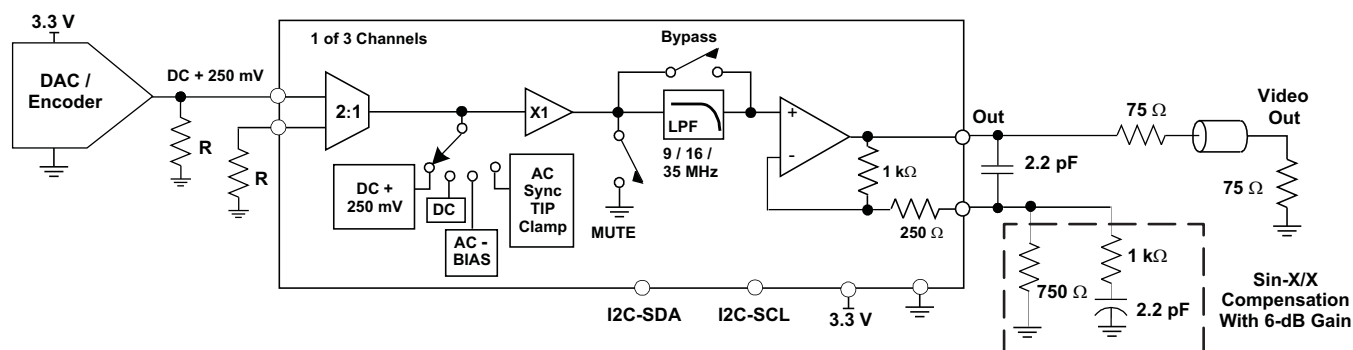 3.3 V
DAC /
Encoder
DC + 250 mV
R
R
1 of 3 Channels
2:1
X1
Bypass
LPF
9 / 16 /
35 MHz
DC +
250 mV
DC
AC -
BIAS
AC
Sync
TIP
Clamp
MUTE
+
-
1 kΩ
250 Ω
Out
2.2 pF
75 Ω
Video
Out
75 Ω
750 Ω
1 kΩ
2.2 pF
Sin-X/X
Compensation
With 6-dB Gain
I2C-SDA
I2C-SCL
3.3 V